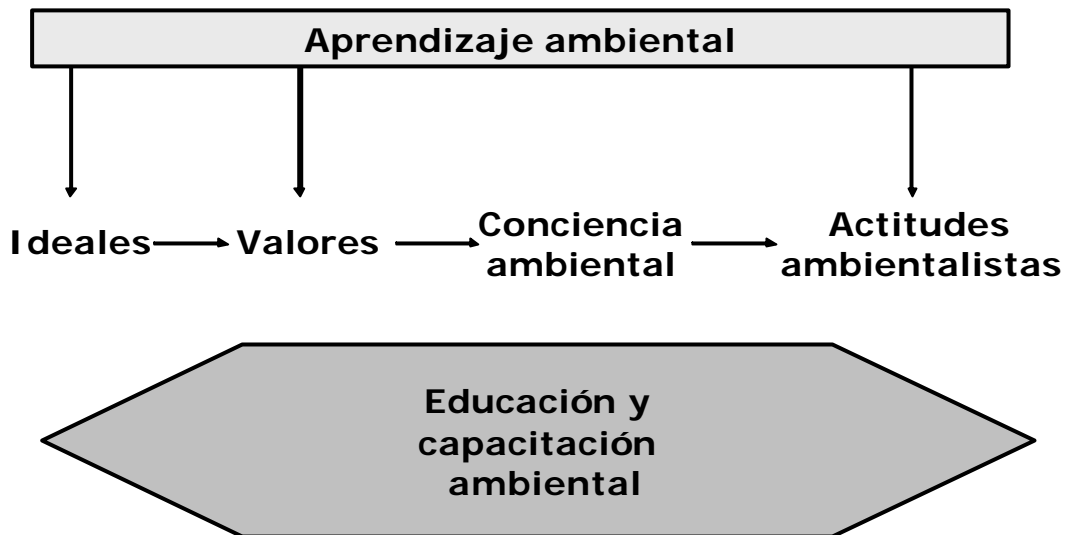 Aprendizaje ambiental
Ideales
Valores
Conciencia
ambiental
Actitudes
ambientalistas
Educación y
capacitación
ambiental